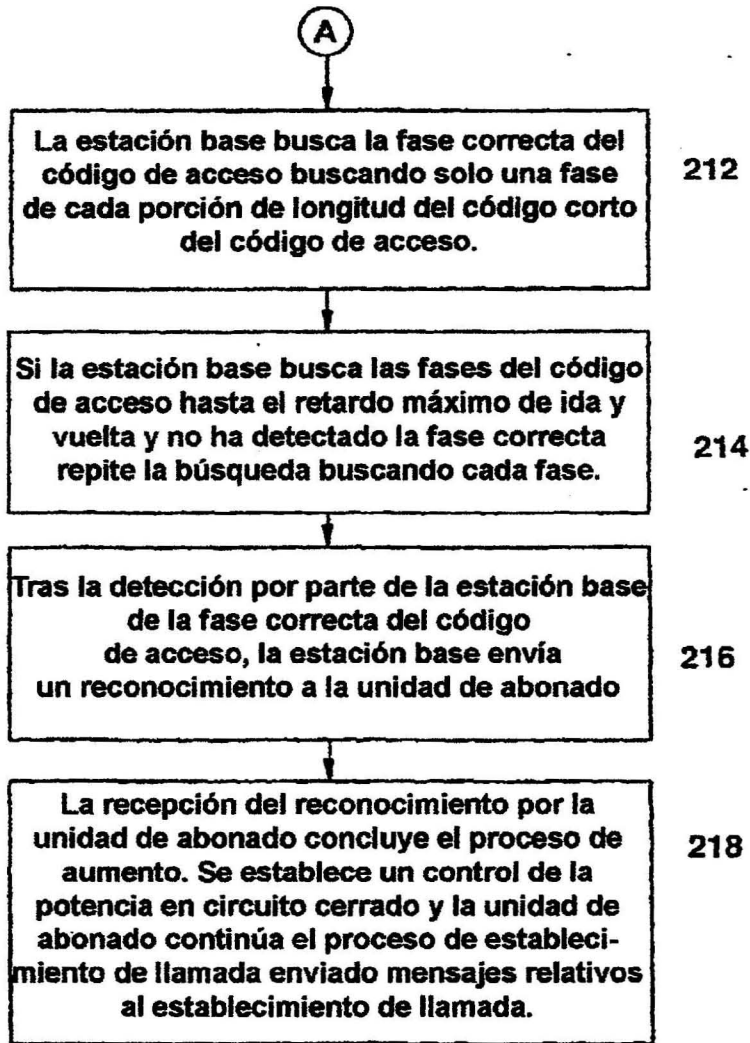 A
La estación base busca la fase correcta del
código de acceso buscando solo una fase
de cada porción de longitud del código corto
del código de acceso.
212
Si la estación base busca las fases del código
de acceso hasta el retardo máximo de ida y
vuelta y no ha detectado la fase correcta
repite la búsqueda buscando cada fase.
214
Tras la detección por parte de la estación base
de la fase correcta del código
de acceso, la estación base envía
un reconocimiento a la unidad de abonado
216
La recepción del reconocimiento por la
unidad de abonado concluye el proceso de
aumento. Se establece un control de la
potencia en circuito cerrado y la unidad de
abonado continúa el proceso de estableci-
miento de llamada enviado mensajes relativos
al establecimiento de llamada.
218